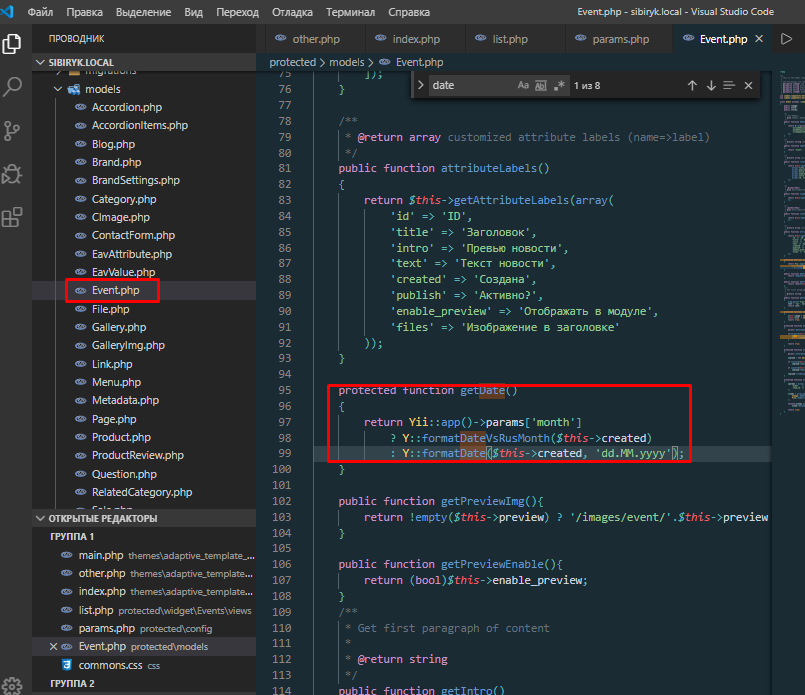 Файл Правка Выделение Вид Переход Отладка Терминал Справка Event.php - sibiryk.local - Visual Studio Code
ПРОВОДНИК
other.php index.php list.php params.php Event.php
SIBIRYK.LOCAL
protected > models > Event.php
migrations
models
date Aa Abl .* 1 из 8
Accordion.php
AccordionItems.php
Blog.php
Brand.php
BrandSettings.php
Category.php
CImage.php
ContactForm.php
EavAttribute.php
EavValue.php
Event.php
File.php
Gallery.php
GalleryImg.php
Link.php
Menu.php
Metadata.php
Page.php
Product.php
ProductReview.php
Question.php
RelatedCategory.php
ОТКРЫТЫЕ РЕДАКТОРЫ
ГРУППА 1
main.php themes\adaptive_template_...
other.php themes\adaptive_template_...
index.php themes\adaptive_template_...
list.php protected\widget\Events\views
params.php protected\config
Event.php protected\models
commons.css css
ГРУППА 2
75 ]);
76 }
77
78 /**
79 * @return array customized attribute labels (name=>label)
80 */
81 public function attributeLabels()
82 {
83 return $this->getAttributeLabels(array(
84 'id' => 'ID',
85 'title' => 'Заголовок',
86 'intro' => 'Превью новости',
87 'text' => 'Текст новости',
88 'created' => 'Создана',
89 'publish' => 'Активно?',
90 'enable_preview' => 'Отображать в модуле',
91 'files' => 'Изображение в заголовке'
92 ));
93 }
94
95 protected function getDate()
96 {
97 return Yii::app()->params['month']
98 ? Y::formatDateVsRusMonth($this->created)
99 : Y::formatDate($this->created, 'dd.MM.yyyy');
100 }
101
102 public function getPreviewImg(){
103 return !empty($this->preview) ? '/images/event/'.$this->preview
104 }
105
106 public function getPreviewEnable(){
107 return (bool)$this->enable_preview;
108 }
109 /**
110 * Get first paragraph of content
111 *
112 * @return string
113 */
114 public function getIntro()